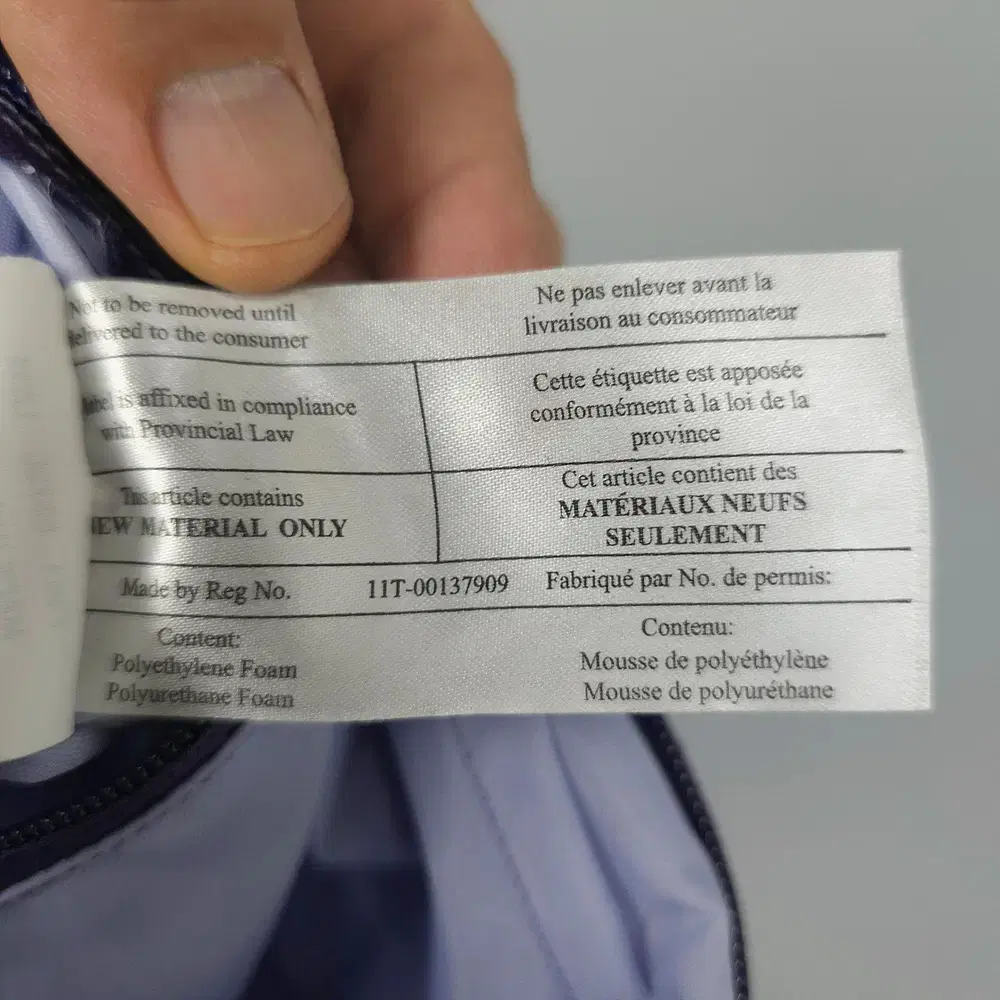 Not to be removed until
delivered to the consumer
Ne pas enlever avant la
livraison au consommateur
label is affixed in compliance
with Provincial Law
Cette étiquette est apposée
conformément à la loi de la
province
This article contains
NEW MATERIAL ONLY
Cet article contient des
MATÉRIAUX NEUFS
SEULEMENT
Made by Reg No. 11T-00137909 Fabriqué par No. de permis:
Content:
Polyethylene Foam
Polyurethane Foam
Contenu:
Mousse de polyéthylène
Mousse de polyuréthane